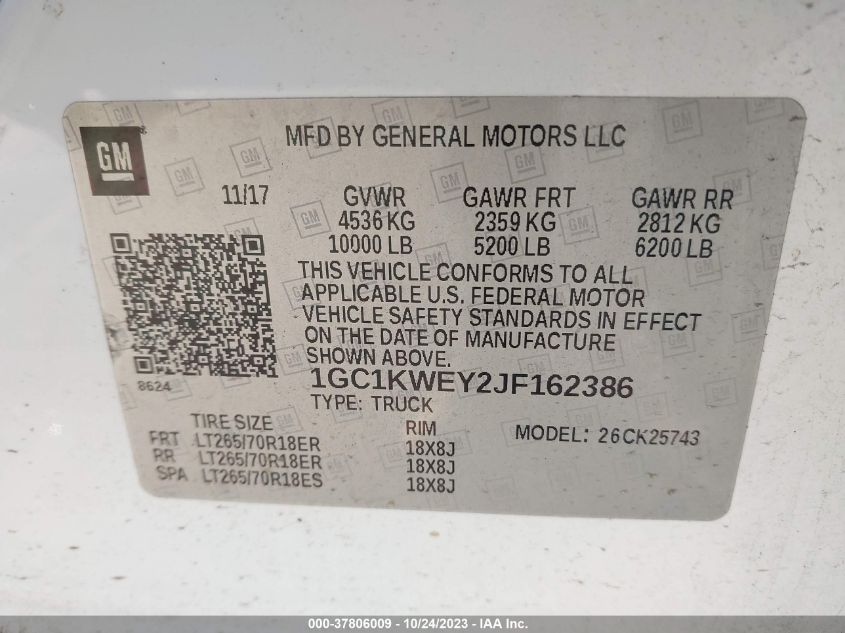 GM
MFD BY GENERAL MOTORS LLC
11/17 GVWR GAWR FRT GAWR RR
4536 KG 2359 KG 2812 KG
10000 LB 5200 LB 6200 LB
THIS VEHICLE CONFORMS TO ALL
APPLICABLE U.S. FEDERAL MOTOR
VEHICLE SAFETY STANDARDS IN EFFECT
ON THE DATE OF MANUFACTURE
SHOWN ABOVE.
8624
1GC1KWEY2JF162386
TYPE: TRUCK
TIRE SIZE RIM MODEL: 26CK25743
FRT LT265/70R18ER 18X8J
RR LT265/70R18ER 18X8J
SPA LT265/70R18ES 18X8J
000-37806009 - 10/24/2023 - IAA Inc.